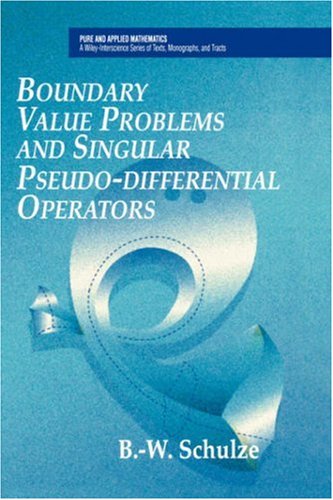 PURE AND APPLIED MATHEMATICS
A Wiley-Interscience Series of Texts, Monographs, and Tracts
BOUNDARY
VALUE PROBLEMS
AND SINGULAR
PSEUDO-DIFFERENTIAL
OPERATORS
B.-W. Schulze